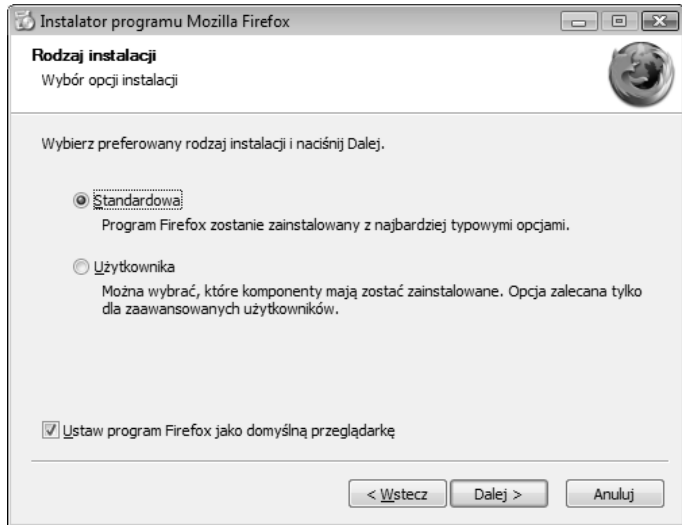 Instalator programu Mozilla Firefox
Rodzaj instalacji
Wybór opcji instalacji
Wybierz preferowany rodzaj instalacji i naciśnij Dalej.
Standardowa
Program Firefox zostanie zainstalowany z najbardziej typowymi opcjami.
Użytkownika
Można wybrać, które komponenty mają zostać zainstalowane. Opcja zalecana tylko
dla zaawansowanych użytkowników.
Ustaw program Firefox jako domyślną przeglądarkę
< Wstecz Dalej > Anuluj